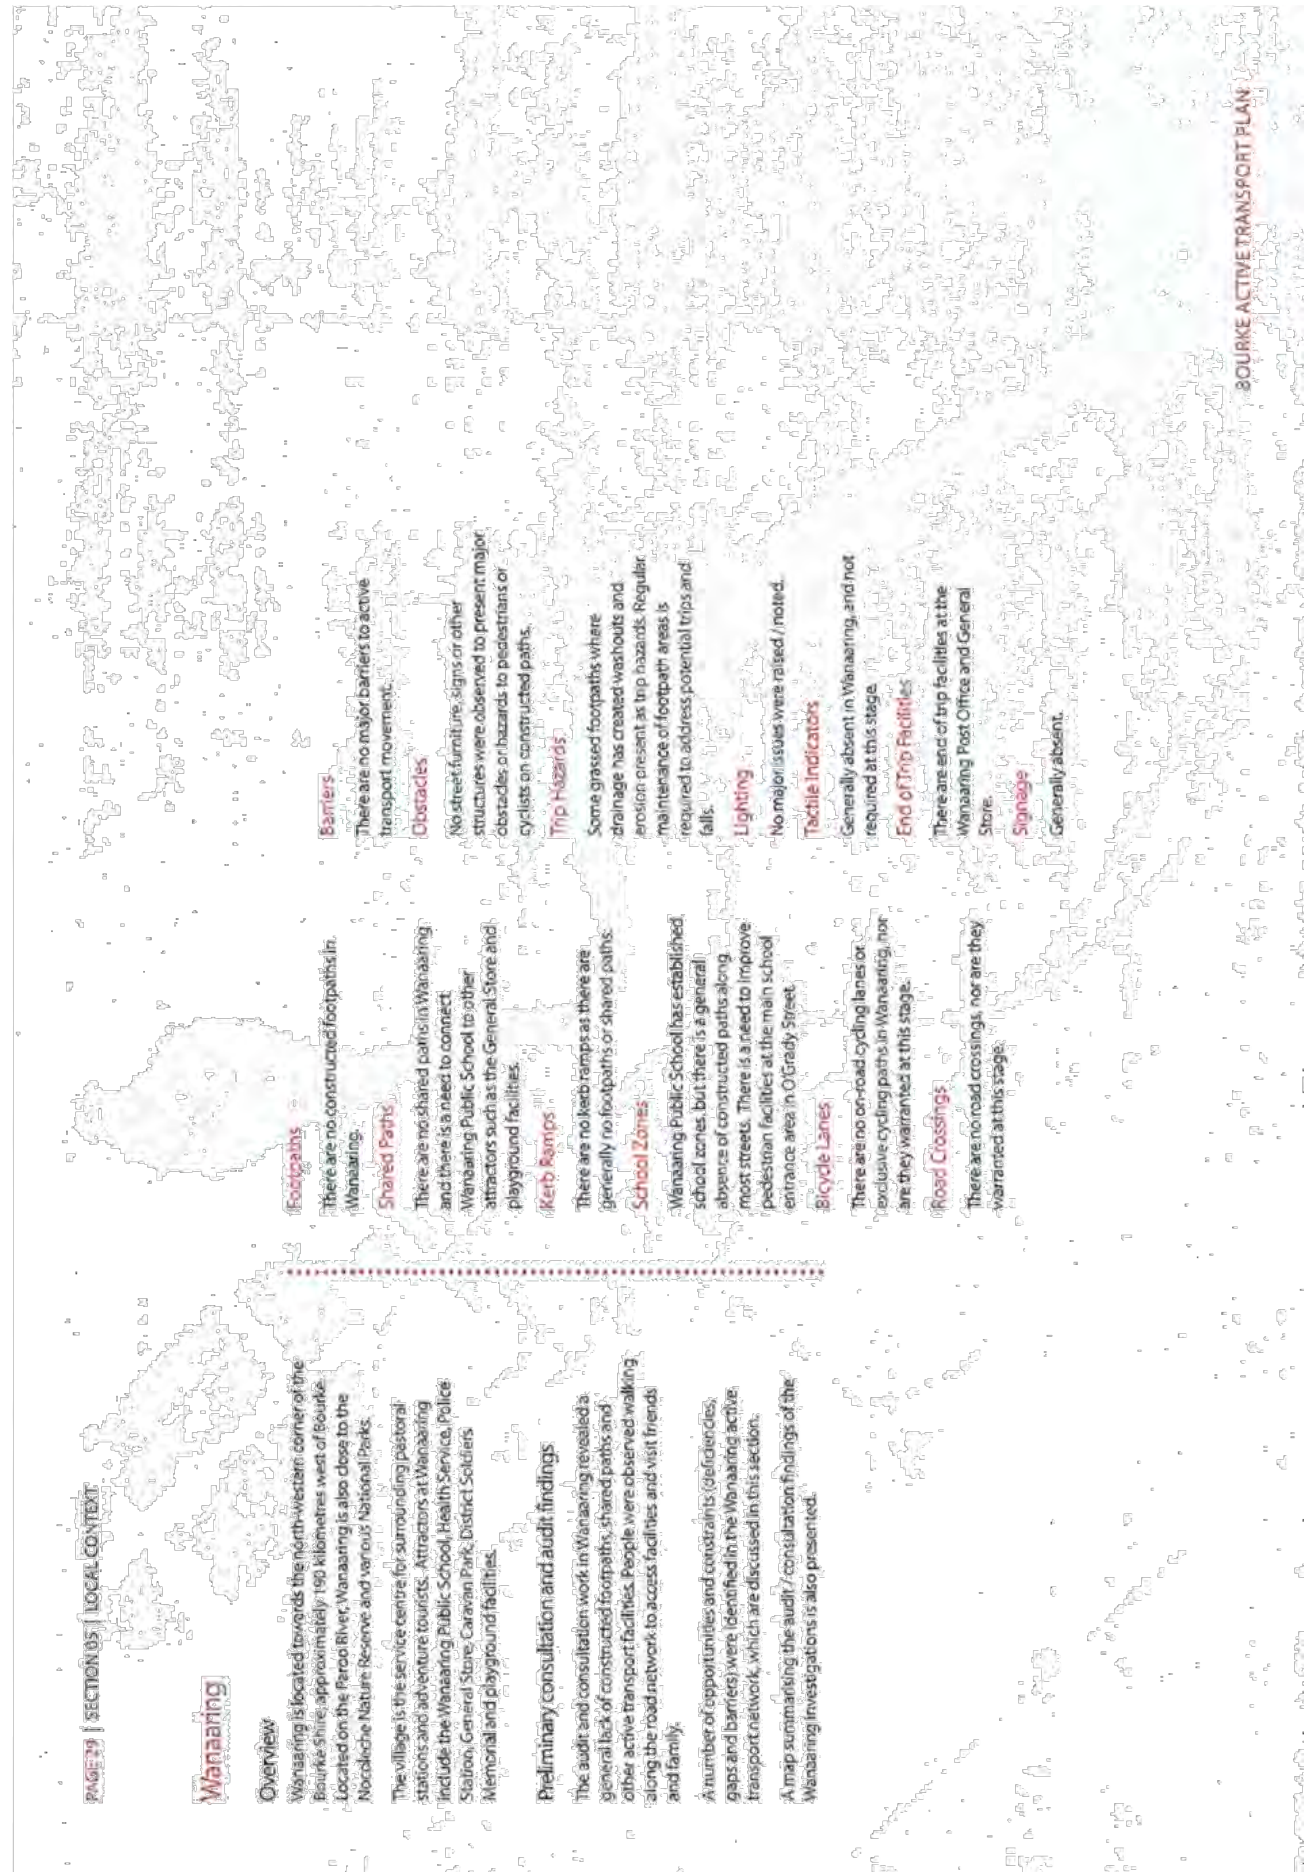 PAGE 29 | SECTION 05 | LOCAL CONTEXT
Wanaaring
Overview
Wanaaring is located towards the north-western corner of the
Bourke Shire, approximately 190 kilometres west of Bourke.
Located on the Paroo River, Wanaaring is also close to the
Nocoleche Nature Reserve and various National Parks.
The village is the service centre for surrounding pastoral
stations and adventure tourists. Attractors at Wanaaring
include the Wanaaring Public School, Health Service, Police
Station, General Store, Caravan Park, District Soldiers
Memorial and playground facilities.
Preliminary consultation and audit findings
The audit and consultation work in Wanaaring revealed a
general lack of constructed footpaths, shared paths and
other active transport facilities. People were observed walking
along the road network to access facilities and visit friends
and family.
A number of opportunities and constraints (deficiencies,
gaps and barriers) were identified in the Wanaaring active
transport network, which are discussed in this section.
A map summarising the audit / consultation findings of the
Wanaaring investigations is also presented.
Footpaths
There are no constructed footpaths in
Wanaaring.
Shared Paths
There are no shared paths in Wanaaring
and there is a need to connect
Wanaaring Public School to other
attractors such as the General Store and
playground facilities.
Kerb Ramps
There are no kerb ramps as there are
generally no footpaths or shared paths.
School Zones
Wanaaring Public School has established
school zones, but there is a general
absence of constructed paths along
most streets. There is a need to improve
pedestrian facilities at the main school
entrance area in O'Grady Street.
Bicycle Lanes
There are no on-road cycling lanes or
exclusive cycling paths in Wanaaring, nor
are they warranted at this stage.
Road Crossings
There are no road crossings, nor are they
warranted at this stage.
Barriers
There are no major barriers to active
transport movement.
Obstacles
No street furniture, signs or other
structures were observed to present major
obstacles or hazards to pedestrians or
cyclists on constructed paths.
Trip Hazards
Some grassed footpaths where
drainage has created washouts and
erosion present as trip hazards. Regular
maintenance of footpath areas is
required to address potential trips and
falls.
Lighting
No major issues were raised / noted.
Tactile Indicators
Generally absent in Wanaaring, and not
required at this stage.
End of Trip Facilities
There are end of trip facilities at the
Wanaaring Post Office and General
Store.
Signage
Generally absent.
BOURKE ACTIVE TRANSPORT PLAN